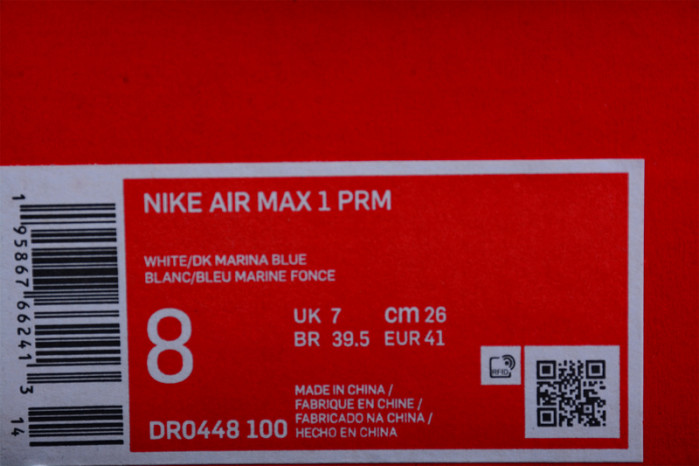 NIKE AIR MAX 1 PRM
WHITE/DK MARINA BLUE
BLANC/BLEU MARINE FONCE
8
UK 7 cm 26
BR 39.5 EUR 41
MADE IN CHINA /
FABRIQUE EN CHINE /
FABRICADO NA CHINA /
HECHO EN CHINA
DR0448 100
RFID
1 95867 66241 3
14